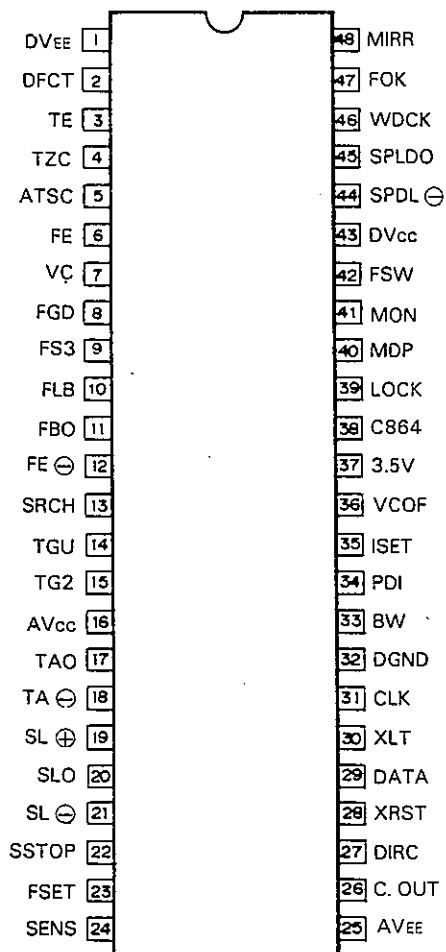 DVEE 1 48 MIRR
DFCT 2 47 FOK
TE 3 46 WDCK
TZC 4 45 SPLDO
ATSC 5 44 SPDL ⊖
FE 6 43 DVcc
VC 7 42 FSW
FGD 8 41 MON
FS3 9 40 MDP
FLB 10 39 LOCK
FBO 11 38 C864
FE ⊖ 12 37 3.5V
SRCH 13 36 VCOF
TGU 14 35 ISET
TG2 15 34 PDI
AVcc 16 33 BW
TAO 17 32 DGND
TA ⊖ 18 31 CLK
SL ⊕ 19 30 XLT
SLO 20 29 DATA
SL ⊖ 21 28 XRST
SSTOP 22 27 DIRC
FSET 23 26 C. OUT
SENS 24 25 AVEE